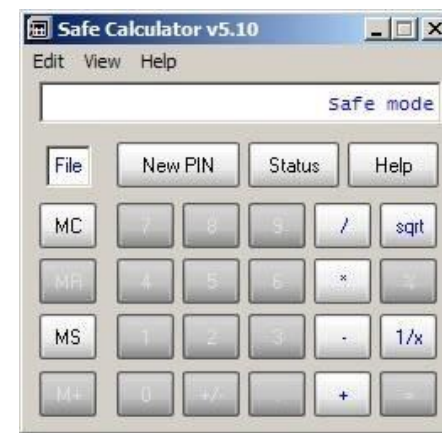 Safe Calculator v5.10
Edit View Help
Safe mode
File New PIN Status Help
MC 7 8 9 / sqrt
MR 4 5 6 * %
MS 1 2 3 - 1/x
M+ 0 +/- . + =